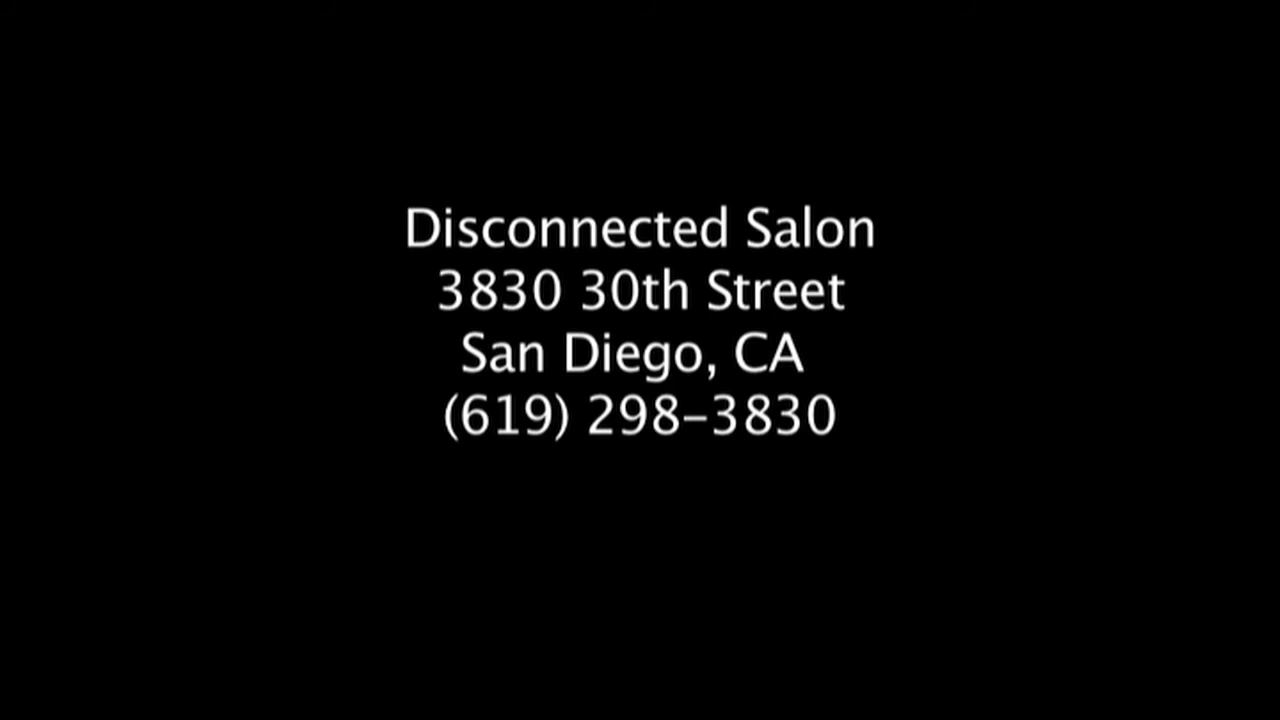 Disconnected Salon
3830 30th Street
San Diego, CA
(619) 298-3830